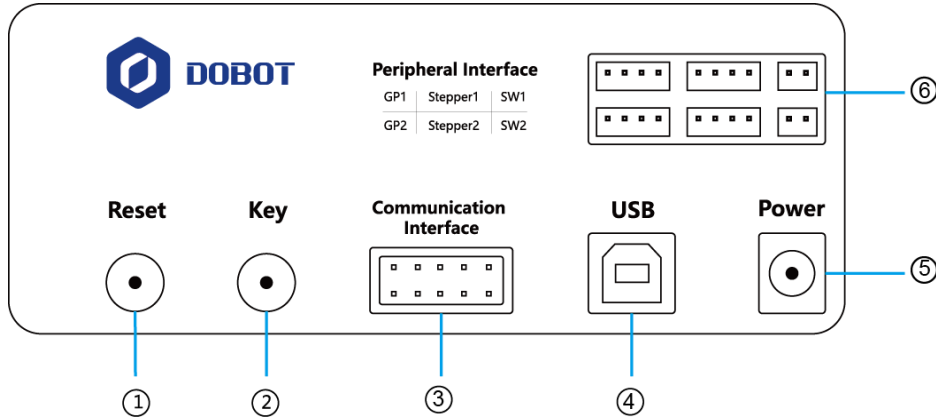 DOBOT
Peripheral Interface
GP1 Stepper1 SW1
GP2 Stepper2 SW2
⑥
Reset Key Communication Interface USB Power
⑤
① ② ③ ④